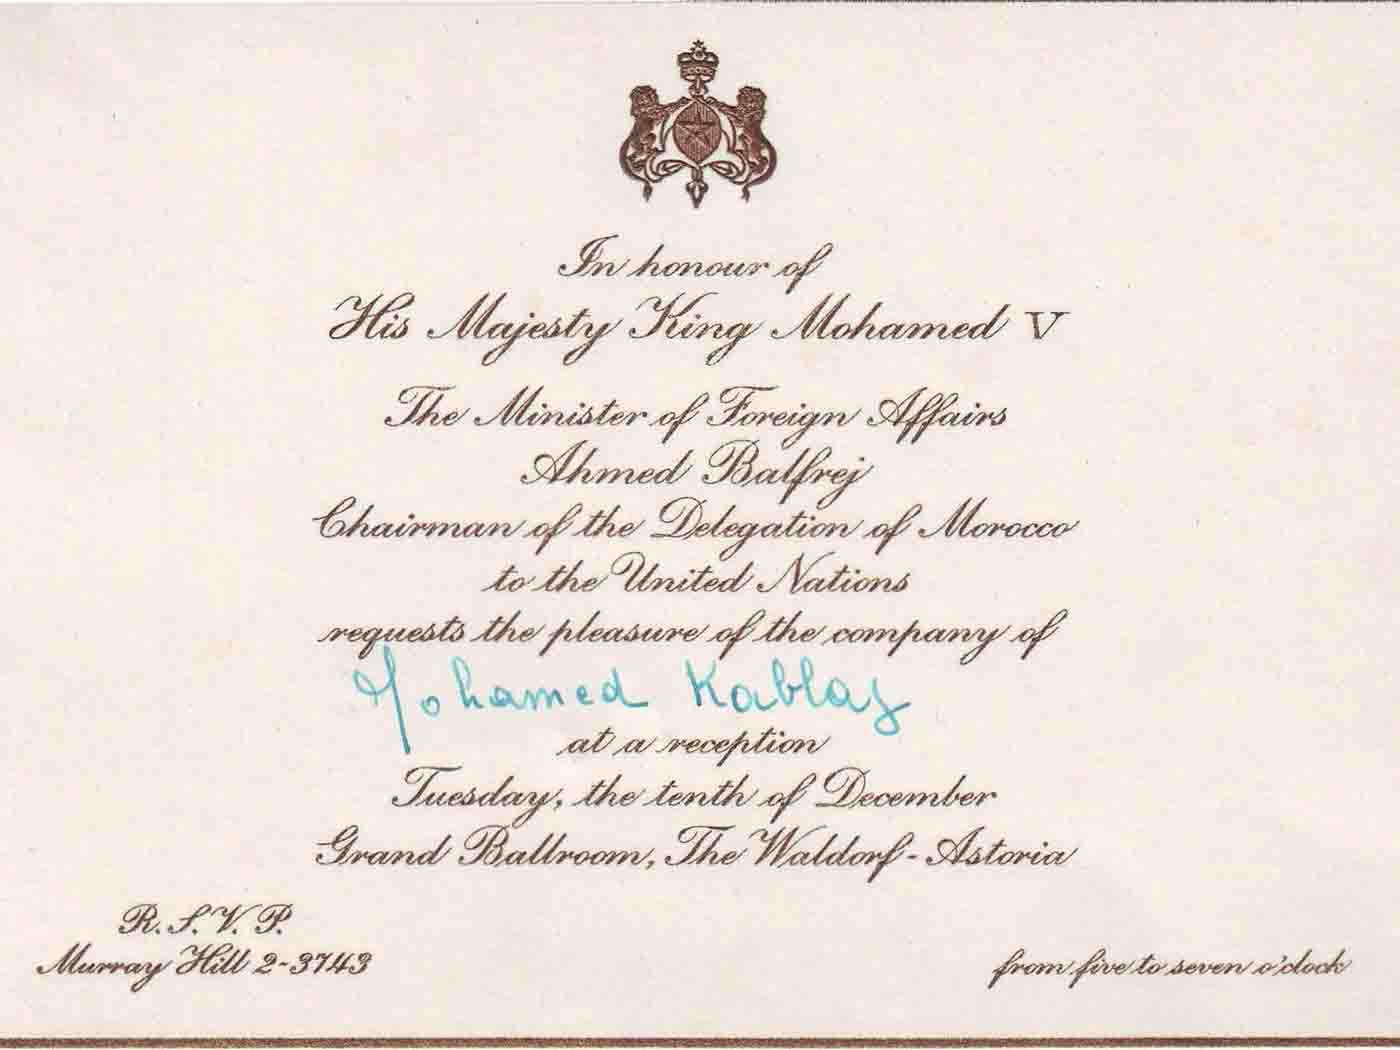 In honour of
His Majesty King Mohamed V
The Minister of Foreign Affairs
Ahmed Balfrej
Chairman of the Delegation of Morocco
to the United Nations
requests the pleasure of the company of
Mohamed Kablaz
at a reception
Tuesday, the tenth of December
Grand Ballroom, The Waldorf-Astoria
R. S. V. P.
Murray Hill 2-3743
from five to seven o'clock